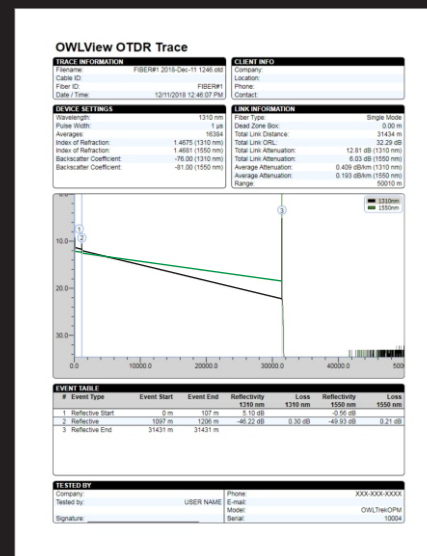 OWLView OTDR Trace
TRACE INFORMATION
Filename: FIBER#1 2018-Dec-11 1246.old
Cable ID:
Fiber ID: FIBER#1
Date / Time: 12/11/2018 12:46:07 PM
CLIENT INFO
Company:
Location:
Phone:
Contact:
DEVICE SETTINGS
Wavelength: 1310 nm
Pulse Width: 1 µs
Averages: 16384
Index of Refraction: 1.4675 (1310 nm)
Index of Refraction: 1.4681 (1550 nm)
Backscatter Coefficient: -76.00 (1310 nm)
Backscatter Coefficient: -81.00 (1550 nm)
LINK INFORMATION
Fiber Type: Single Mode
Dead Zone Box: 0.00 m
Total Link Distance: 31434 m
Total Link ORL: 32.29 dB
Total Link Attenuation: 12.81 dB (1310 nm)
Total Link Attenuation: 6.03 dB (1550 nm)
Average Attenuation: 0.409 dB/km (1310 nm)
Average Attenuation: 0.193 dB/km (1550 nm)
Range: 50010 m
1310nm
1550nm
1
2
3
10.0
20.0
30.0
0.0 10000.0 20000.0 30000.0 40000.0 500
EVENT TABLE
# Event Type Event Start Event End Reflectivity 1310 nm Loss 1310 nm Reflectivity 1550 nm Loss 1550 nm
1 Reflective Start 0 m 107 m 5.10 dB -0.56 dB
2 Reflective 1097 m 1206 m -46.22 dB 0.30 dB -49.93 dB 0.21 dB
3 Reflective End 31431 m 31431 m
TESTED BY
Company:
Tested by: USER NAME
Signature:
Phone: XXX-XXX-XXXX
E-mail:
Model: OWLTrekOPM
Serial: 10004